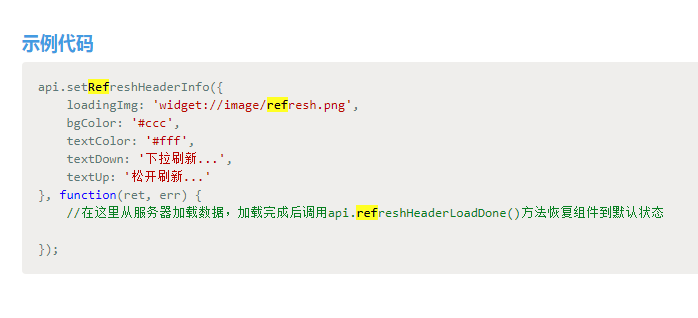 示例代码
api.setRefreshHeaderInfo({
    loadingImg: 'widget://image/refresh.png',
    bgColor: '#ccc',
    textColor: '#fff',
    textDown: '下拉刷新...',
    textUp: '松开刷新...'
}, function(ret, err) {
    //在这里从服务器加载数据，加载完成后调用api.refreshHeaderLoadDone()方法恢复组件到默认状态
});